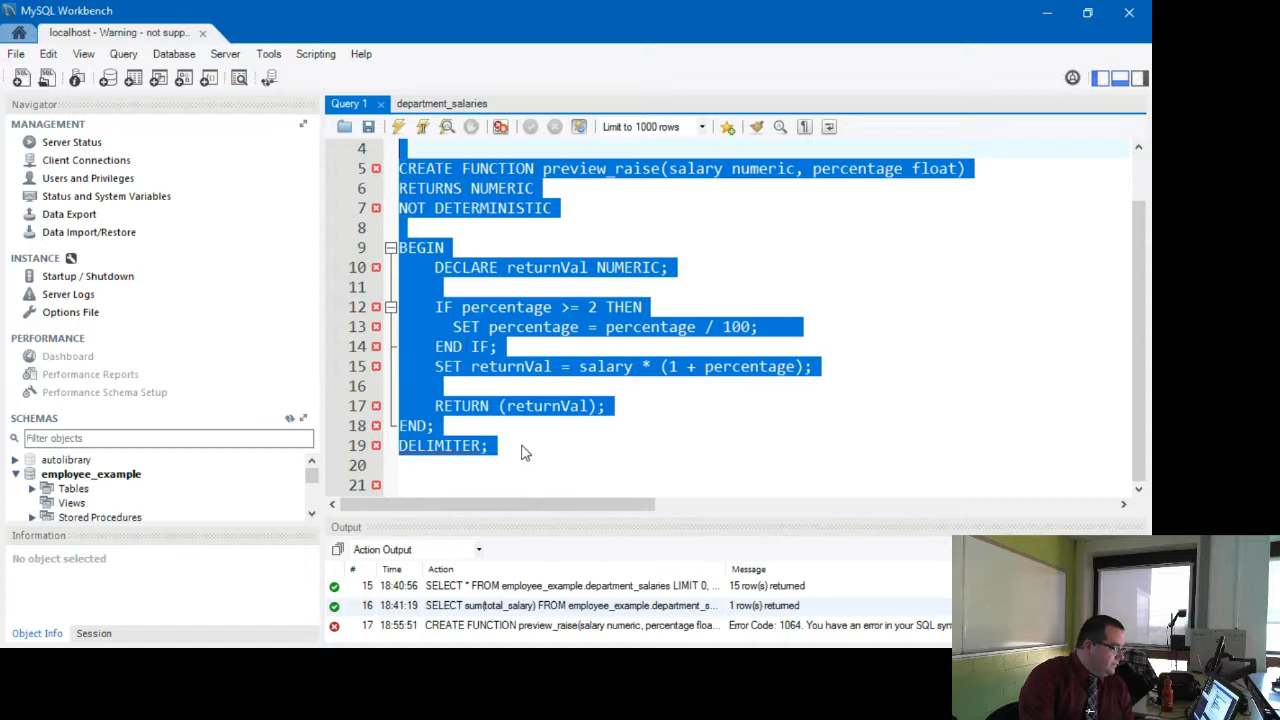 MySQL Workbench
localhost - Warning - not supp..
File Edit View Query Database Server Tools Scripting Help
Navigator
MANAGEMENT
Server Status
Client Connections
Users and Privileges
Status and System Variables
Data Export
Data Import/Restore
INSTANCE
Startup / Shutdown
Server Logs
Options File
PERFORMANCE
Dashboard
Performance Reports
Performance Schema Setup
SCHEMAS
Filter objects
autolibrary
employee_example
Tables
Views
Stored Procedures
Information
No object selected
Object Info Session
Query 1 department_salaries
Limit to 1000 rows
4
5 CREATE FUNCTION preview_raise(salary numeric, percentage float)
6 RETURNS NUMERIC
7 NOT DETERMINISTIC
8
9 BEGIN
10 DECLARE returnVal NUMERIC;
11
12 IF percentage >= 2 THEN
13 SET percentage = percentage / 100;
14 END IF;
15 SET returnVal = salary * (1 + percentage);
16
17 RETURN (returnVal);
18 END;
19 DELIMITER;
20
21
Output
Action Output
# Time Action Message
15 18:40:56 SELECT * FROM employee_example.department_salaries LIMIT 0, ... 15 row(s) returned
16 18:41:19 SELECT sum(total_salary) FROM employee_example.department_s... 1 row(s) returned
17 18:55:51 CREATE FUNCTION preview_raise(salary numeric, percentage floa... Error Code: 1064. You have an error in your SQL syn